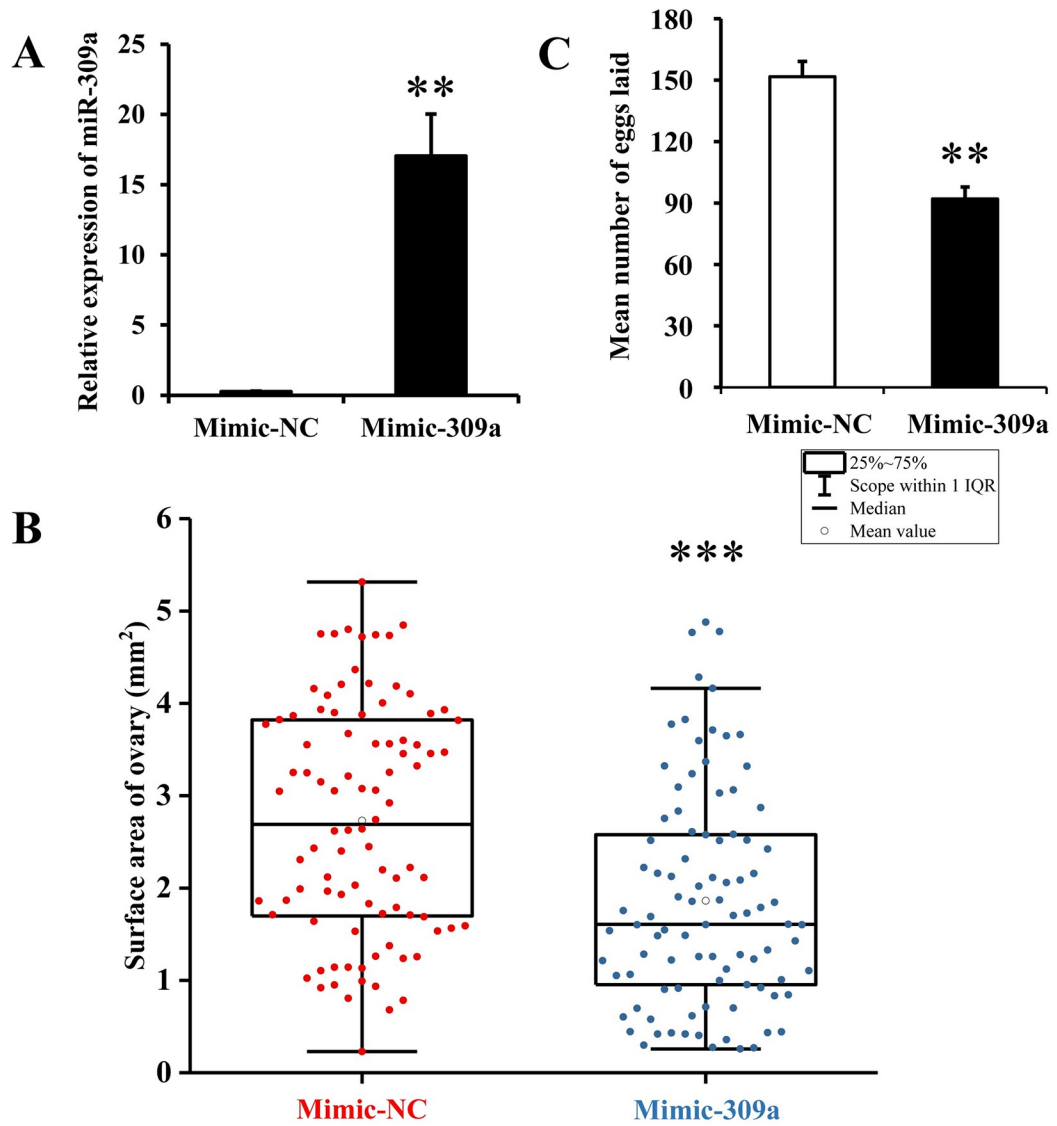 A
Relative expression of miR-309a
25
20
15
10
5
0
**
Mimic-NC
Mimic-309a
C
Mean number of eggs laid
180
150
120
90
60
30
0
**
Mimic-NC
Mimic-309a
25%~75%
Scope within 1 IQR
Median
Mean value
B
Surface area of ovary (mm²)
6
5
4
3
2
1
0
***
Mimic-NC
Mimic-309a